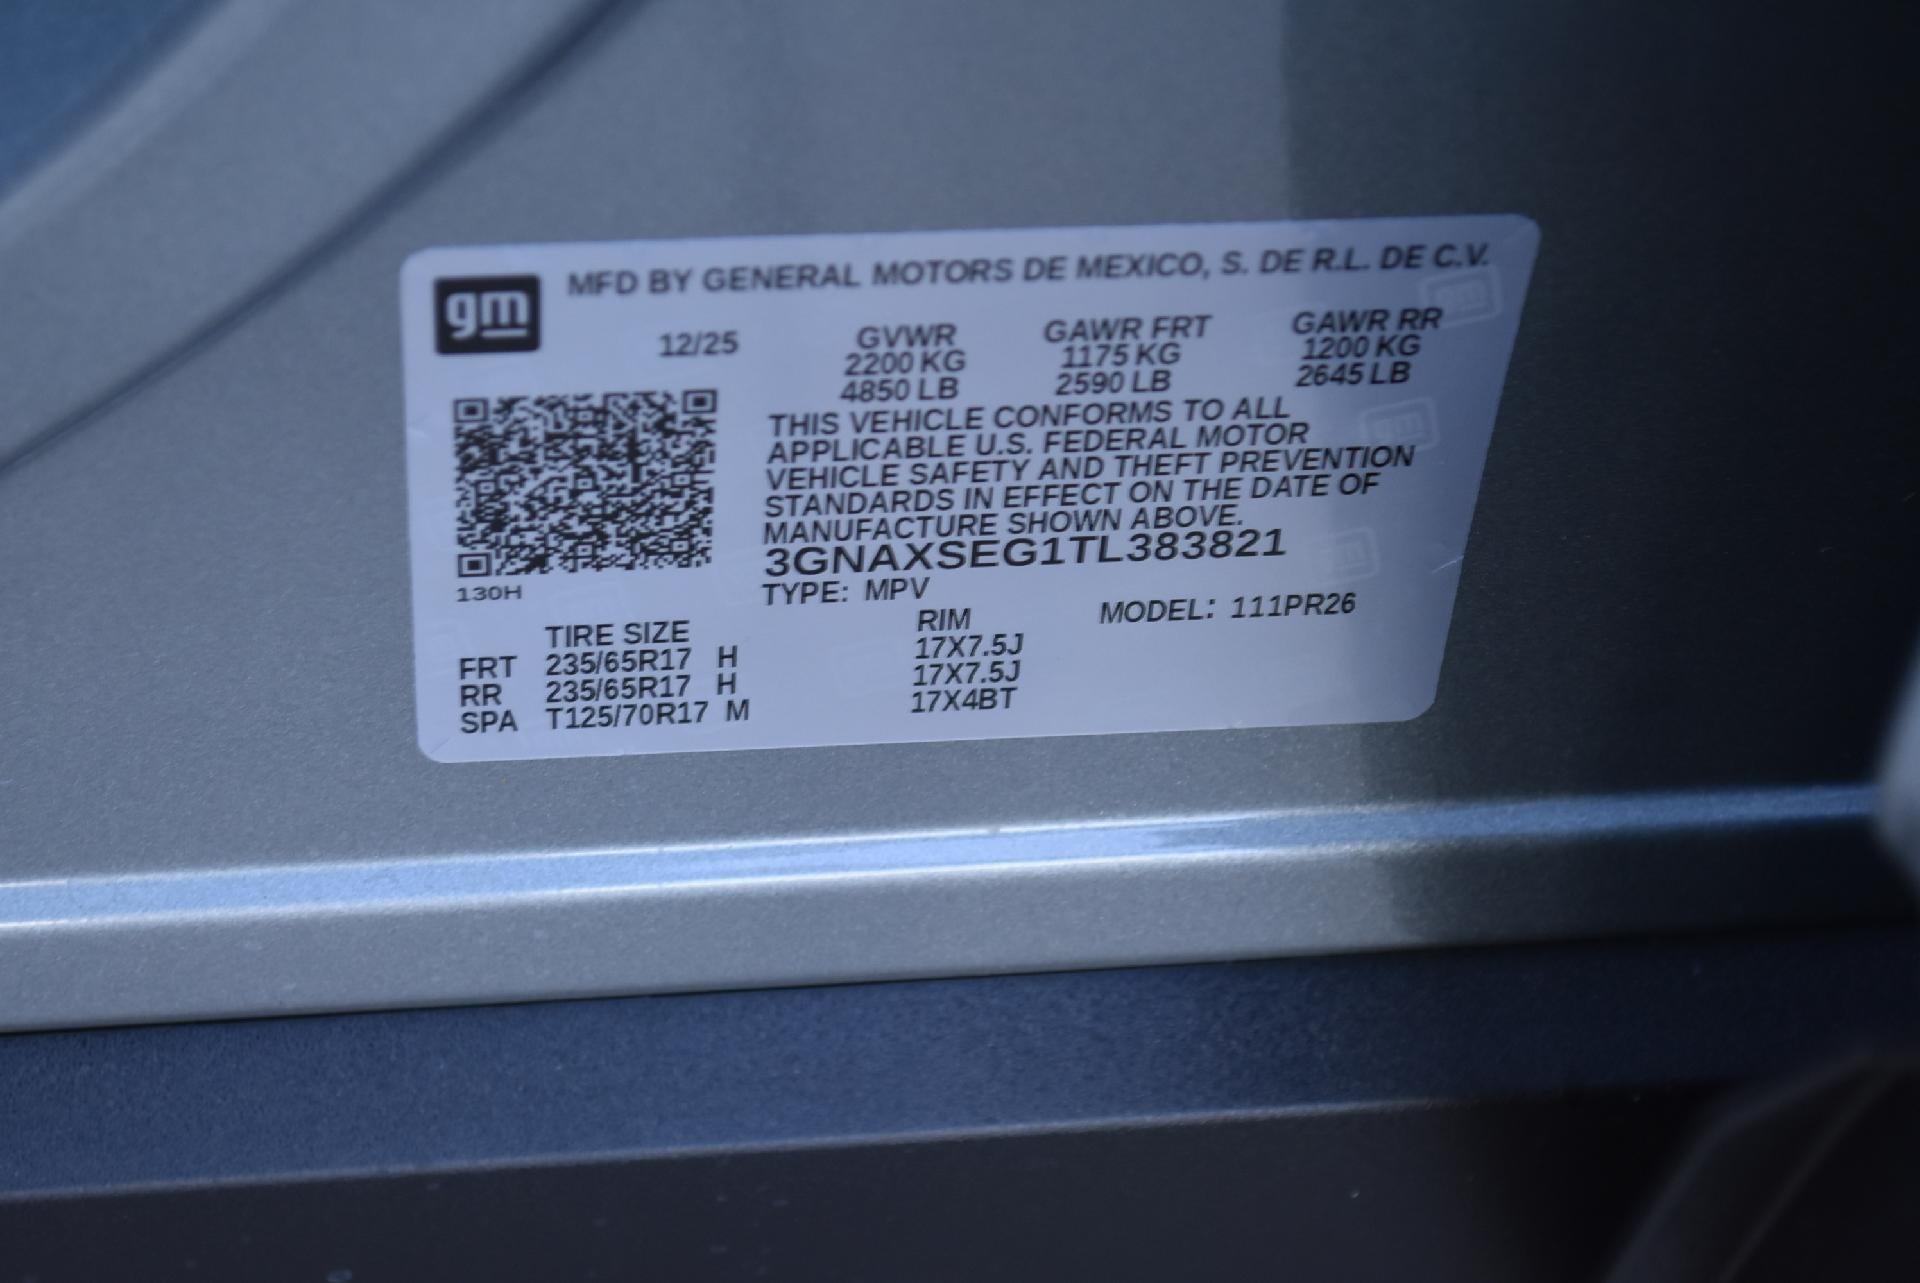 gm MFD BY GENERAL MOTORS DE MEXICO, S. DE R.L. DE C.V.
12/25 GVWR GAWR FRT GAWR RR
2200 KG 1175 KG 1200 KG
4850 LB 2590 LB 2645 LB
THIS VEHICLE CONFORMS TO ALL
APPLICABLE U.S. FEDERAL MOTOR
VEHICLE SAFETY AND THEFT PREVENTION
STANDARDS IN EFFECT ON THE DATE OF
MANUFACTURE SHOWN ABOVE.
3GNAXSEG1TL383821
130H TYPE: MPV MODEL: 111PR26
TIRE SIZE RIM
FRT 235/65R17 H 17X7.5J
RR 235/65R17 H 17X7.5J
SPA T125/70R17 M 17X4BT